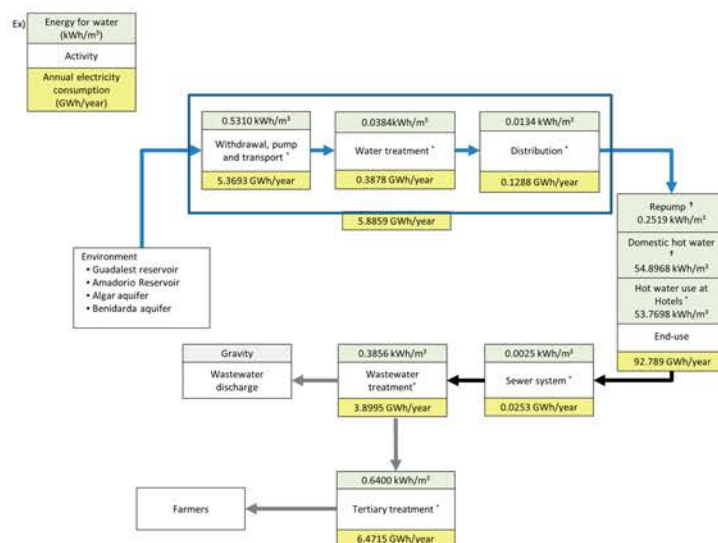 Ex)
Energy for water
(kWh/m³)
Activity
Annual electricity
consumption
(GWh/year)
0.5310 kWh/m³
Withdrawal, pump
and transport *
5.3693 GWh/year
0.0384kWh/m³
Water treatment *
0.3878 GWh/year
0.0134 kWh/m³
Distribution *
0.1288 GWh/year
5.8859 GWh/year
Repump †
0.2519 kWh/m³
Domestic hot water
†
54.8968 kWh/m³
Hot water use at
Hotels *
53.7698 kWh/m³
End-use
92.789 GWh/year
Environment
• Guadalest reservoir
• Amadorio Reservoir
• Algar aquifer
• Benidarda aquifer
Gravity
Wastewater
discharge
0.3856 kWh/m³
Wastewater
treatment*
3.8995 GWh/year
0.0025 kWh/m³
Sewer system *
0.0253 GWh/year
0.6400 kWh/m³
Tertiary treatment *
6.4715 GWh/year
Farmers